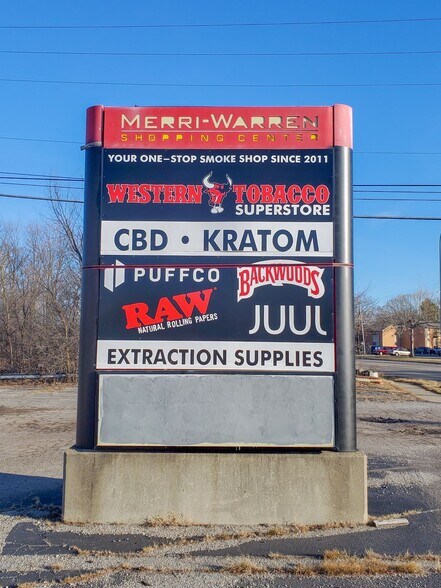 MERRI-WARREN
SHOPPING CENTER
YOUR ONE-STOP SMOKE SHOP SINCE 2011
WESTERN TOBACCO
SUPERSTORE
CBD • KRATOM
PUFFCO
BACKWOODS
RAW
NATURAL ROLLING PAPERS
JUUL
EXTRACTION SUPPLIES